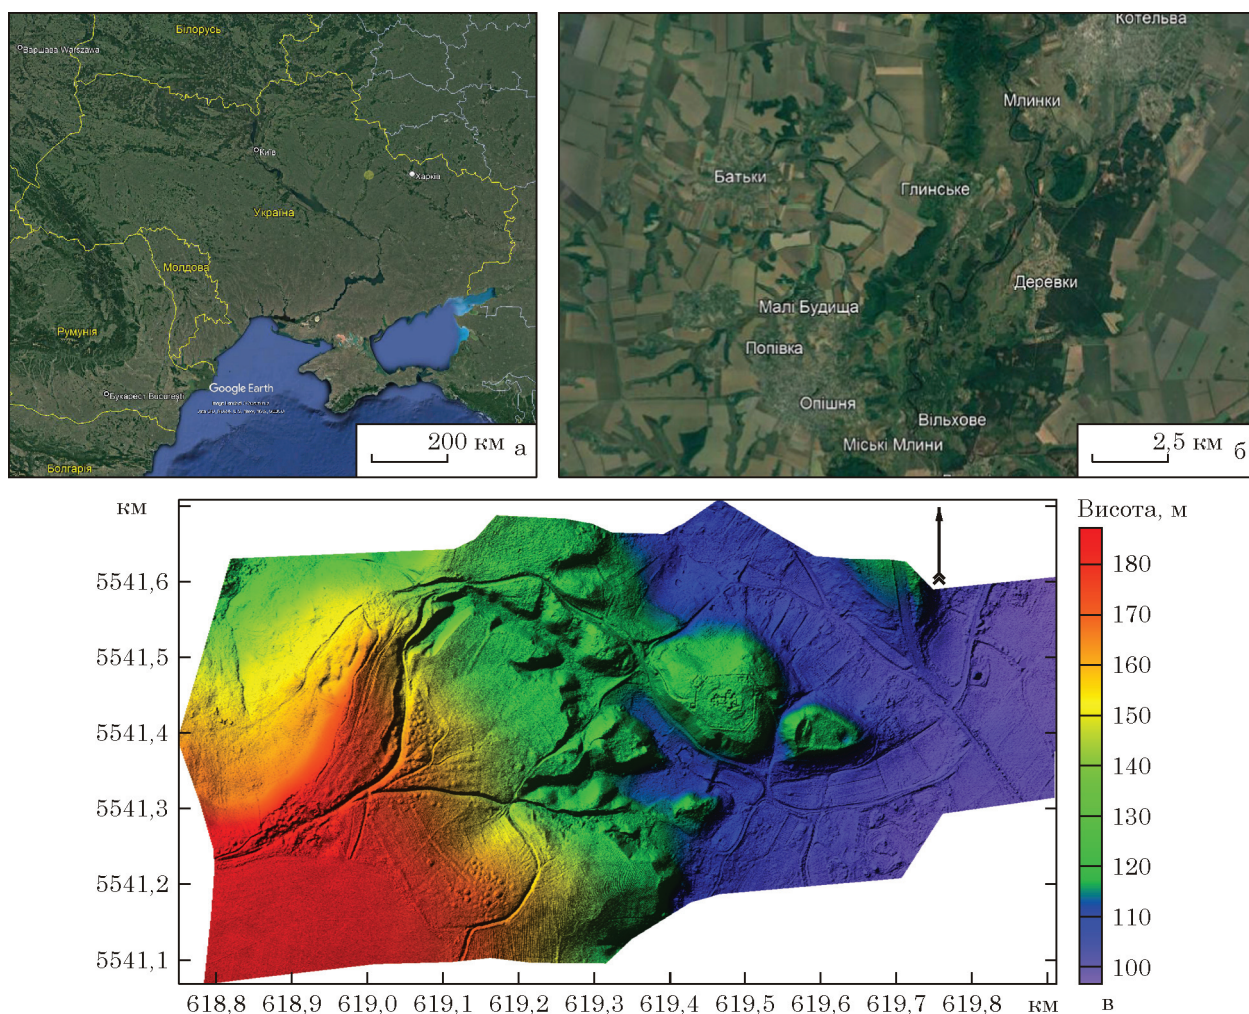 Білорусь
Варшава Warszawa
Київ
Харків
Україна
Молдова
Румунія
Google Earth
Бухарест București
Болгарія
200 км
а
Котельва
Млинки
Батьки
Глинське
Деревки
Малі Будища
Попівка
Опішня
Вільхове
Міські Млини
2,5 км
б
км
Висота, м
5541,6
5541,5
5541,4
5541,3
5541,2
5541,1
180
170
160
150
140
130
120
110
100
618,8 618,9 619,0 619,1 619,2 619,3 619,4 619,5 619,6 619,7 619,8 км
в